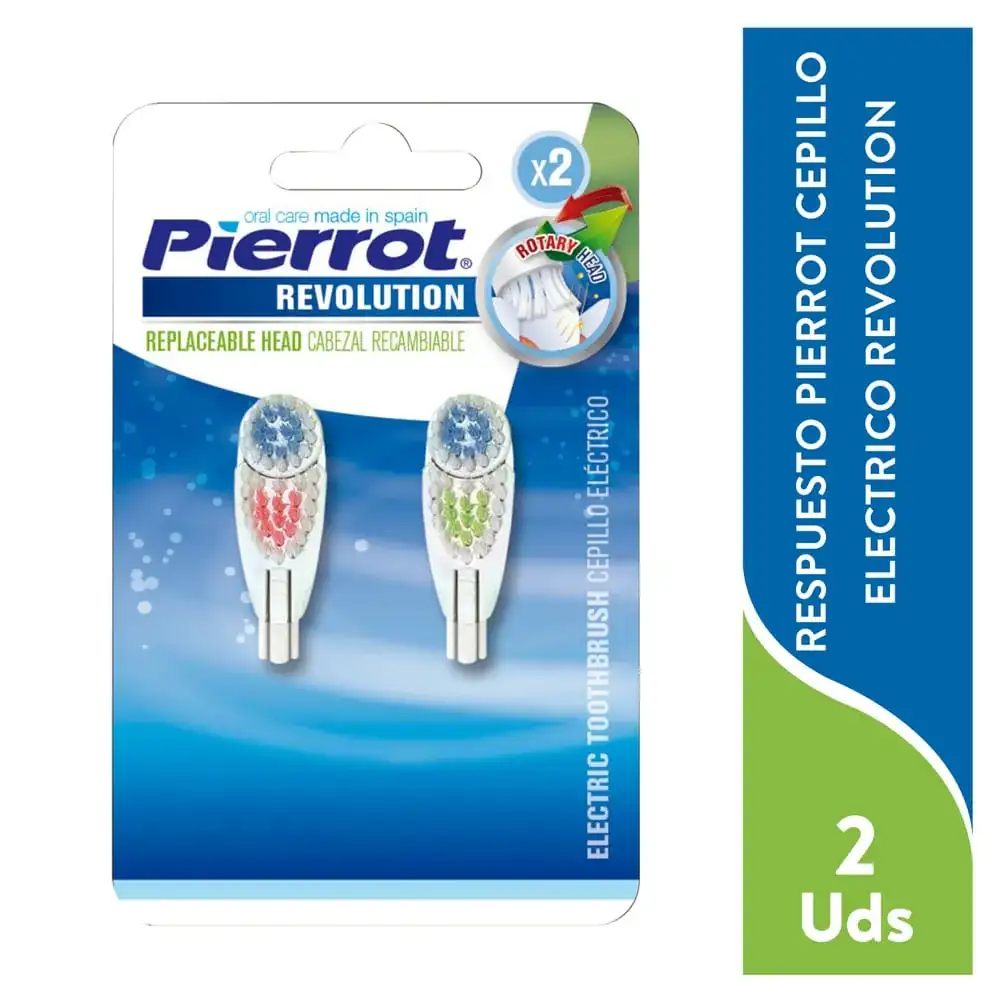 oral care made in spain
Pierrot®
REVOLUTION
REPLACEABLE HEAD CABEZAL RECAMBIABLE
x2
ROTARY HEAD
ELECTRIC TOOTHBRUSH CEPILLO ELÉCTRICO
RESPUESTO PIERROT CEPILLO
ELECTRICO REVOLUTION
2
Uds